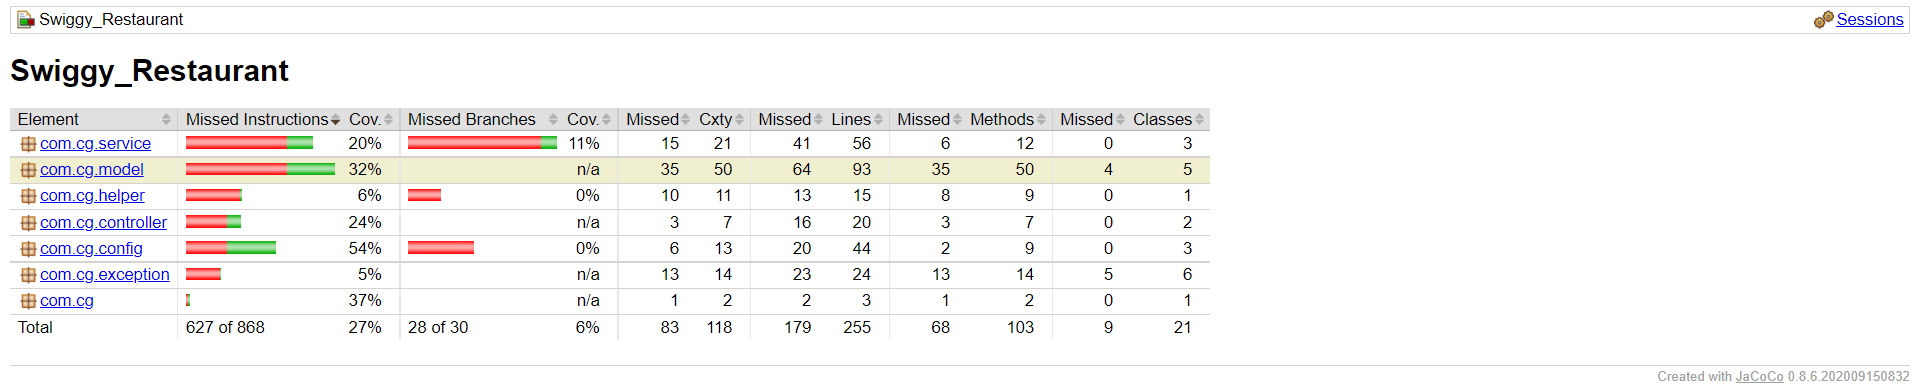 Swiggy_Restaurant Sessions
Swiggy_Restaurant
Element Missed Instructions Cov. Missed Branches Cov. Missed Cxty Missed Lines Missed Methods Missed Classes
com.cg.service 20% 11% 15 21 41 56 6 12 0 3
com.cg.model 32% n/a 35 50 64 93 35 50 4 5
com.cg.helper 6% 0% 10 11 13 15 8 9 0 1
com.cg.controller 24% n/a 3 7 16 20 3 7 0 2
com.cg.config 54% 0% 6 13 20 44 2 9 0 3
com.cg.exception 5% n/a 13 14 23 24 13 14 5 6
com.cg 37% n/a 1 2 2 3 1 2 0 1
Total 627 of 868 27% 28 of 30 6% 83 118 179 255 68 103 9 21
Created with JaCoCo 0.8.6.202009150832